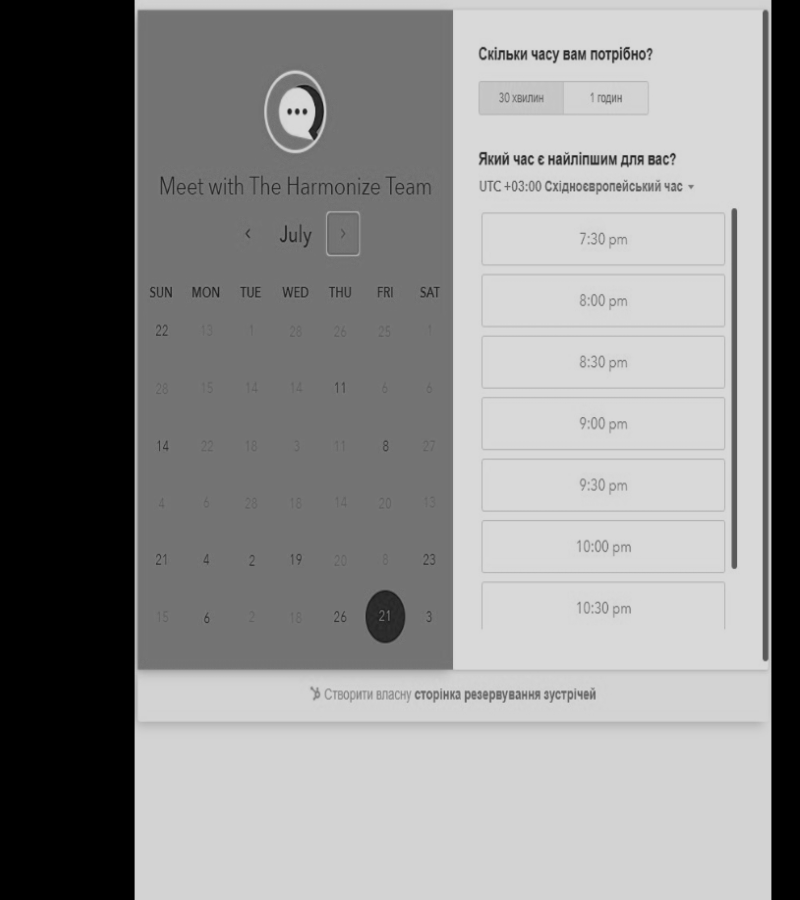 Meet with The Harmonize Team
July
SUN MON TUE WED THU FRI SAT
22 13 1 28 26 25 1
28 15 14 14 11 6 6
14 22 18 3 11 8 27
4 6 28 18 14 20 13
21 4 2 19 20 8 23
15 6 2 18 26 21 3
Скільки часу вам потрібно?
30 хвилин 1 годин
Який час є найліпшим для вас?
UTC +03:00 Східноєвропейський час
7:30 pm
8:00 pm
8:30 pm
9:00 pm
9:30 pm
10:00 pm
10:30 pm
Створити власну сторінка резервування зустрічей